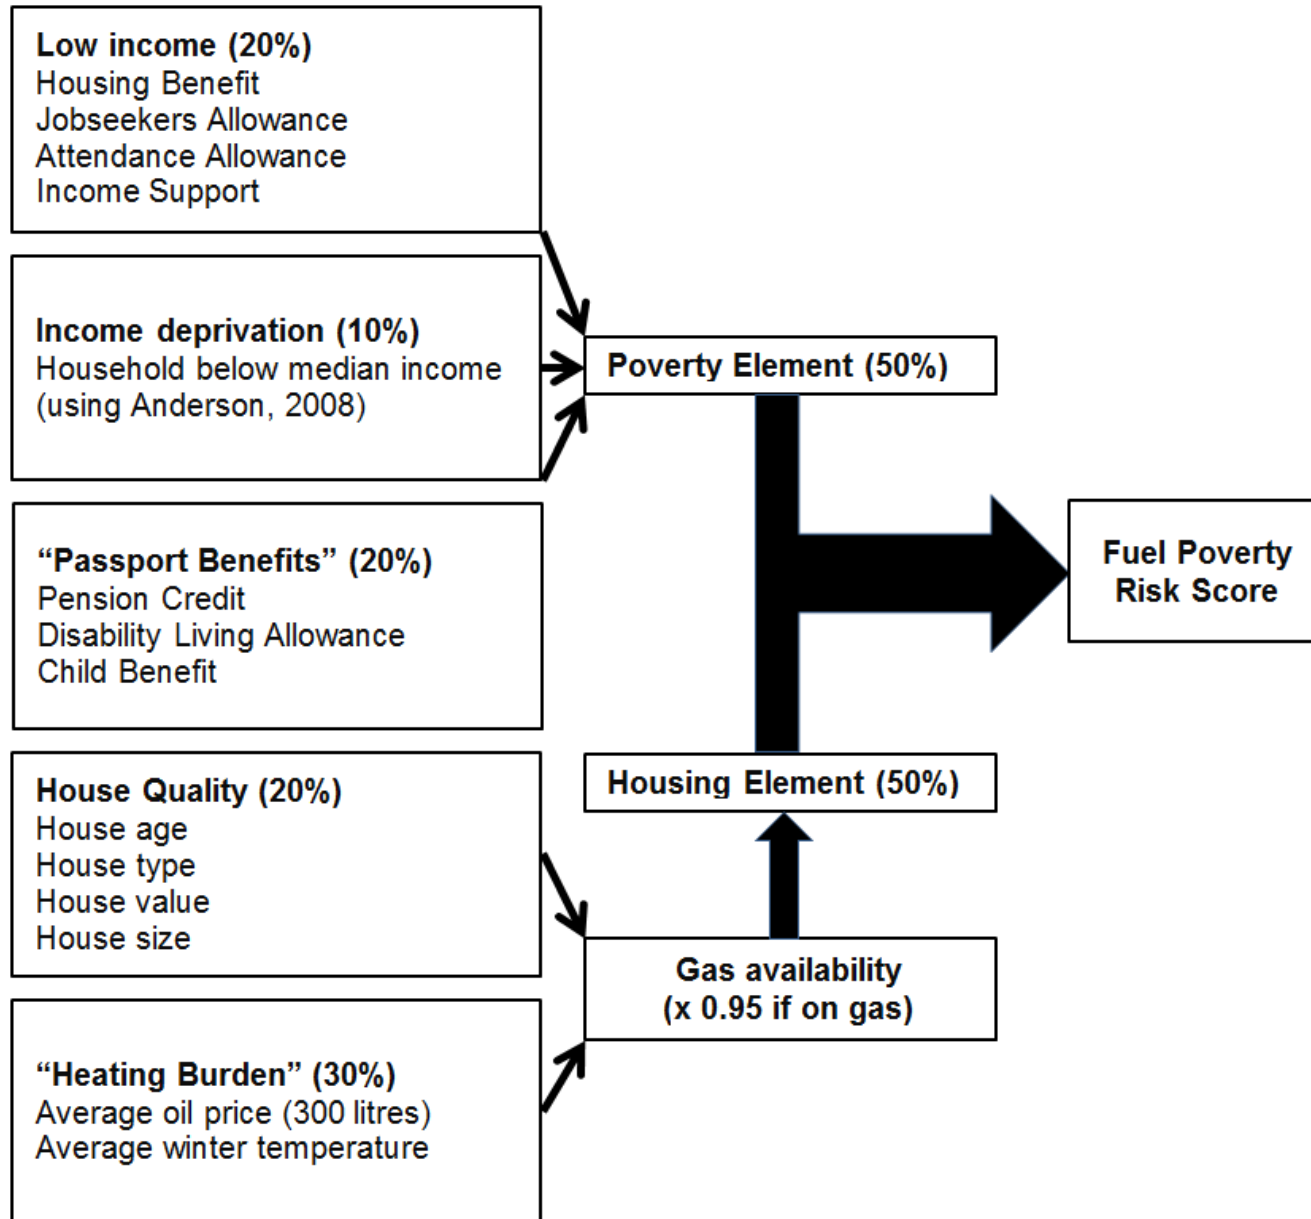 Low income (20%)
Housing Benefit
Jobseekers Allowance
Attendance Allowance
Income Support
Income deprivation (10%)
Household below median income
(using Anderson, 2008)
Poverty Element (50%)
“Passport Benefits” (20%)
Pension Credit
Disability Living Allowance
Child Benefit
Fuel Poverty
Risk Score
House Quality (20%)
House age
House type
House value
House size
Housing Element (50%)
Gas availability
(x 0.95 if on gas)
“Heating Burden” (30%)
Average oil price (300 litres)
Average winter temperature